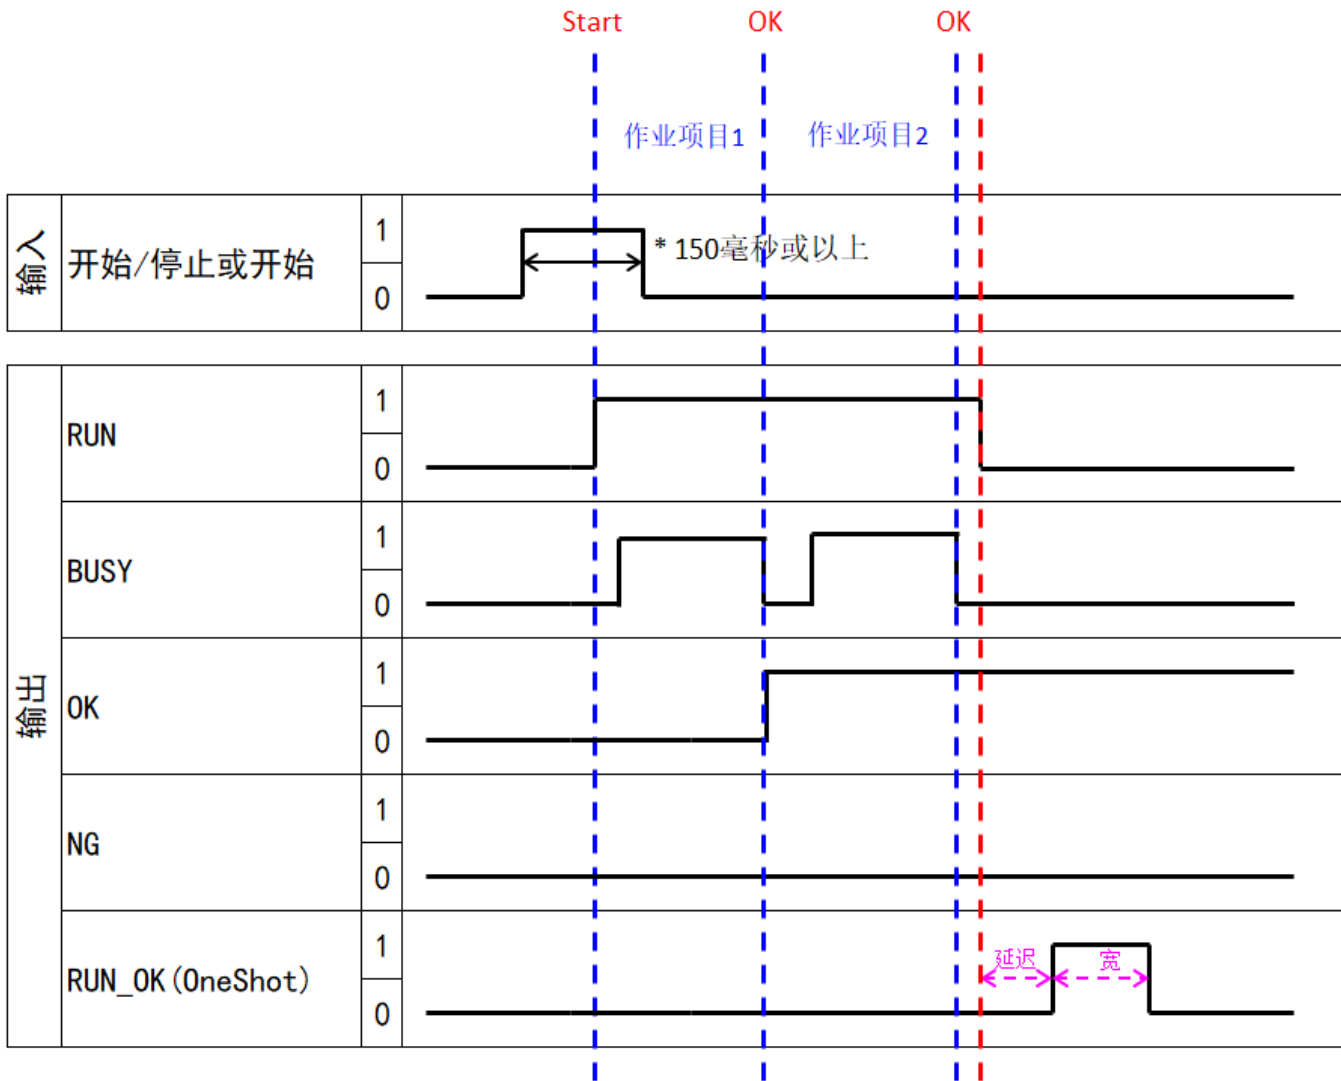 Start OK OK
作业项目1 作业项目2
输入 开始/停止或开始 1 0 * 150毫秒或以上
输出
RUN 1 0
BUSY 1 0
OK 1 0
NG 1 0
RUN_OK(OneShot) 1 0 延迟 宽